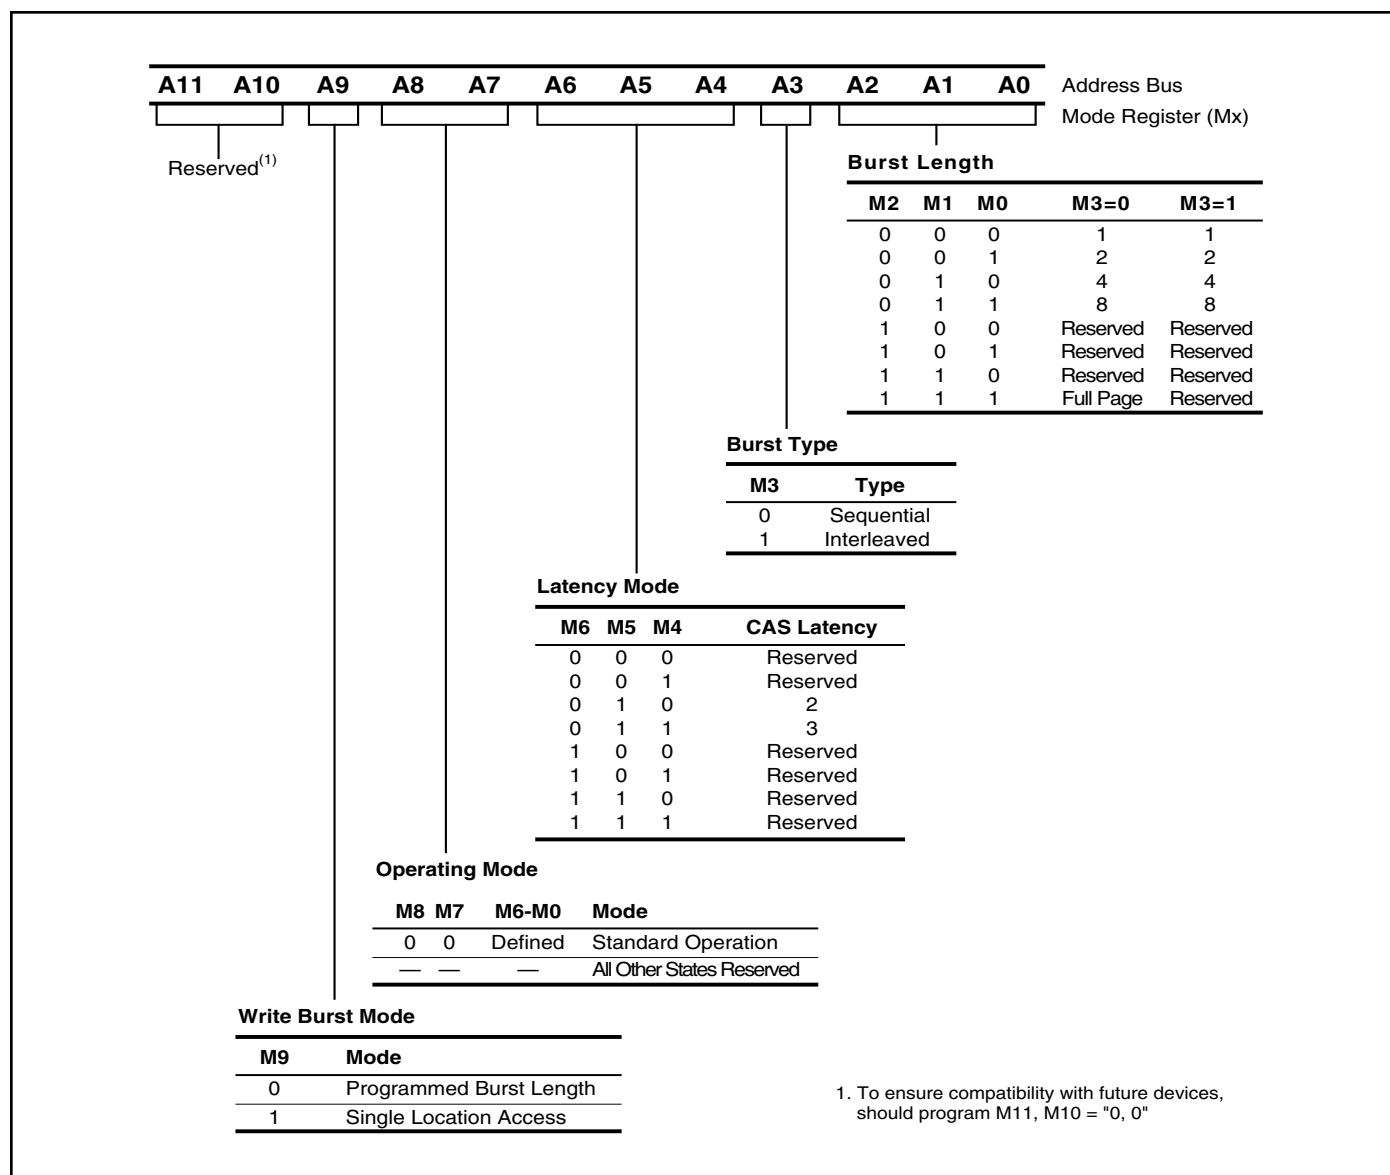 A11 A10 A9 A8 A7 A6 A5 A4 A3 A2 A1 A0 Address Bus
Mode Register (Mx)
Reserved(1)
Burst Length
M2 M1 M0 M3=0 M3=1
0 0 0 1 1
0 0 1 2 2
0 1 0 4 4
0 1 1 8 8
1 0 0 Reserved Reserved
1 0 1 Reserved Reserved
1 1 0 Reserved Reserved
1 1 1 Full Page Reserved
Burst Type
M3 Type
0 Sequential
1 Interleaved
Latency Mode
M6 M5 M4 CAS Latency
0 0 0 Reserved
0 0 1 Reserved
0 1 0 2
0 1 1 3
1 0 0 Reserved
1 0 1 Reserved
1 1 0 Reserved
1 1 1 Reserved
Operating Mode
M8 M7 M6-M0 Mode
0 0 Defined Standard Operation
— — — All Other States Reserved
Write Burst Mode
M9 Mode
0 Programmed Burst Length
1 Single Location Access
1. To ensure compatibility with future devices,
should program M11, M10 = "0, 0"